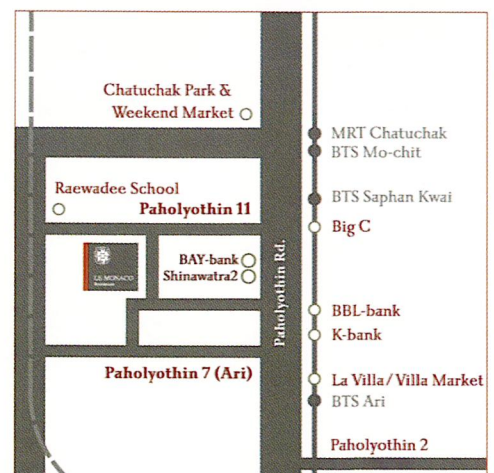 Chatuchak Park &
Weekend Market
MRT Chatuchak
BTS Mo-chit
Raewadee School
Paholyothin 11
BTS Saphan Kwai
Big C
BAY-bank
Shinawatra2
LE MONACO
Residence
Paholyothin Rd.
BBL-bank
K-bank
Paholyothin 7 (Ari)
La Villa / Villa Market
BTS Ari
Paholyothin 2